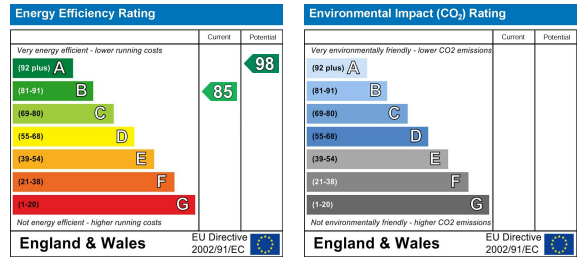 Energy Efficiency Rating
Current Potential
Very energy efficient - lower running costs
(92 plus) A
(81-91) B
(69-80) C
(55-68) D
(39-54) E
(21-38) F
(1-20) G
85
98
Not energy efficient - higher running costs
England & Wales
EU Directive
2002/91/EC
Environmental Impact (CO₂) Rating
Current Potential
Very environmentally friendly - lower CO2 emissions
(92 plus) A
(81-91) B
(69-80) C
(55-68) D
(39-54) E
(21-38) F
(1-20) G
Not environmentally friendly - higher CO2 emissions
England & Wales
EU Directive
2002/91/EC